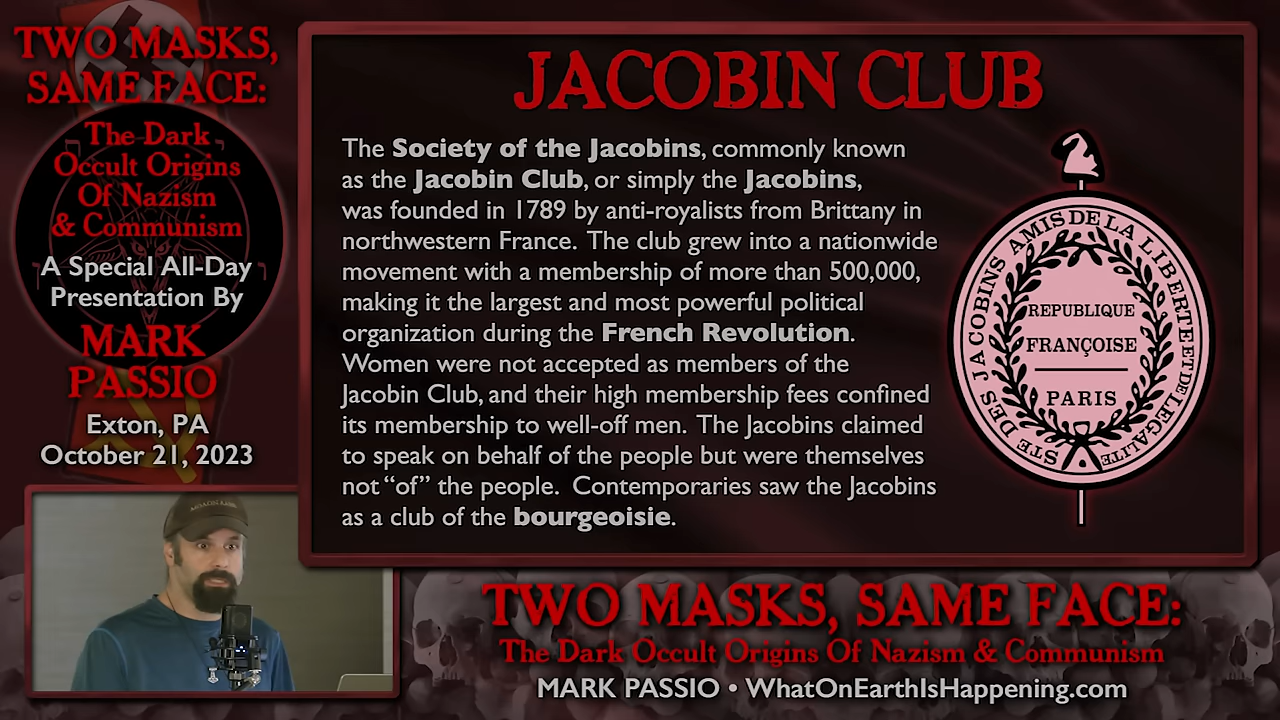 TWO MASKS,
SAME FACE:
The Dark
Occult Origins
Of Nazism
& Communism
A Special All-Day
Presentation By
MARK
PASSIO
Exton, PA
October 21, 2023
JACOBIN CLUB
The Society of the Jacobins, commonly known
as the Jacobin Club, or simply the Jacobins,
was founded in 1789 by anti-royalists from Brittany in
northwestern France. The club grew into a nationwide
movement with a membership of more than 500,000,
making it the largest and most powerful political
organization during the French Revolution.
Women were not accepted as members of the
Jacobin Club, and their high membership fees confined
its membership to well-off men. The Jacobins claimed
to speak on behalf of the people but were themselves
not “of” the people. Contemporaries saw the Jacobins
as a club of the bourgeoisie.
STE DES JACOBINS AMIS DE LA LIBERTE ET DE LEGALITE
REPUBLIQUE
FRANÇOISE
PARIS
TWO MASKS, SAME FACE:
The Dark Occult Origins Of Nazism & Communism
MARK PASSIO • WhatOnEarthIsHappening.com